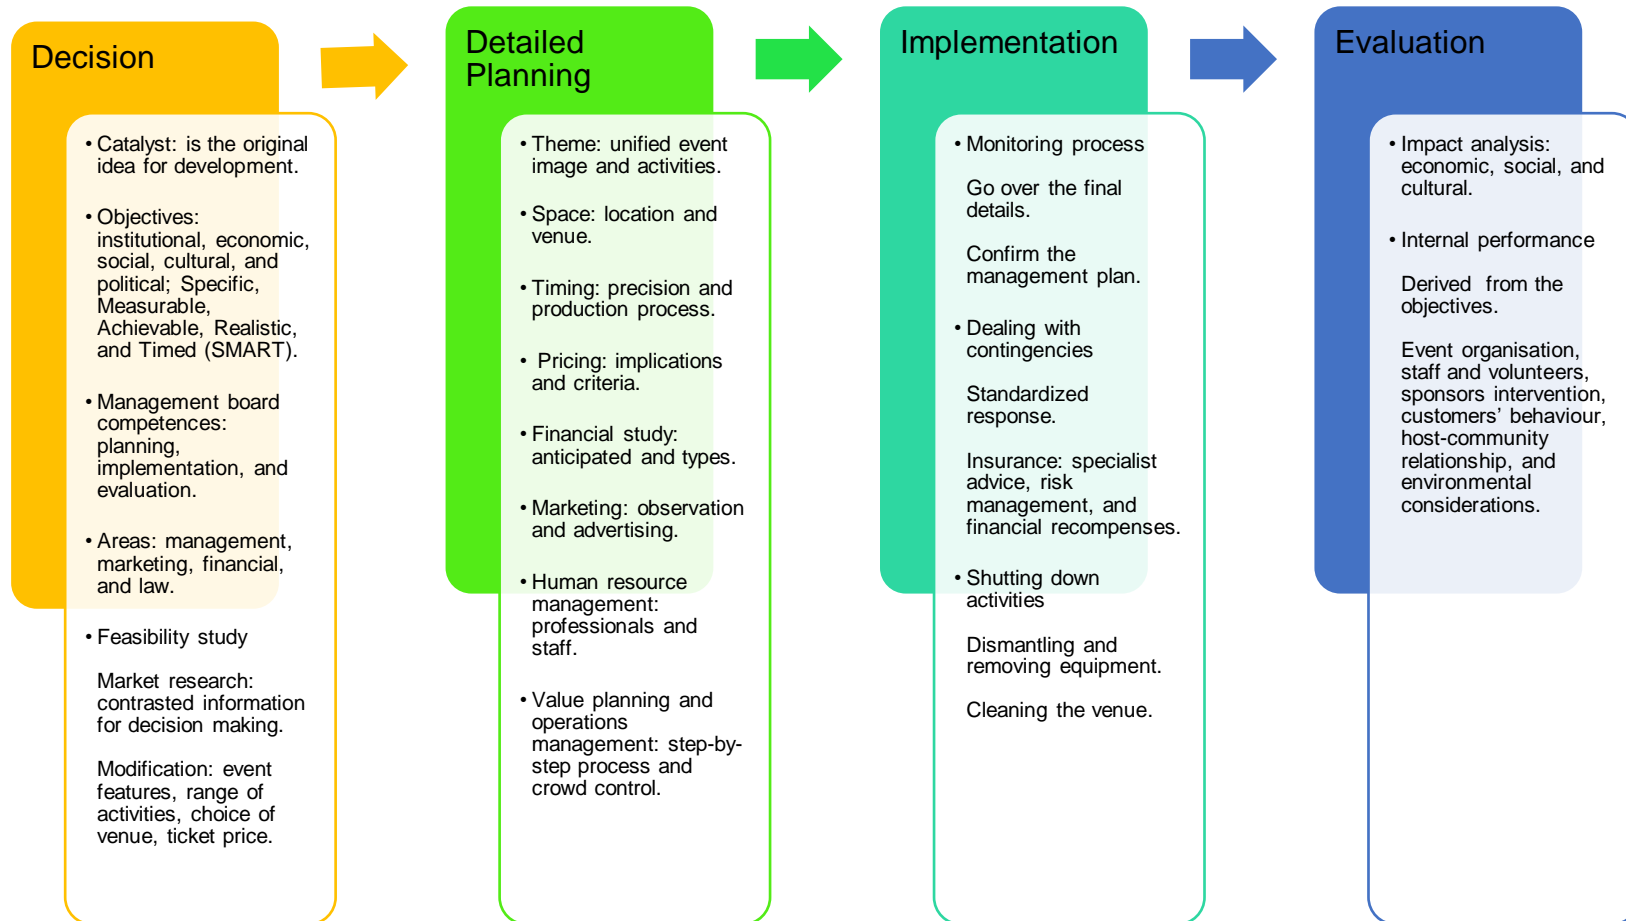 Decision
• Catalyst: is the original
idea for development.
• Objectives:
institutional, economic,
social, cultural, and
political; Specific,
Measurable,
Achievable, Realistic,
and Timed (SMART).
• Management board
competences:
planning,
implementation, and
evaluation.
• Areas: management,
marketing, financial,
and law.
• Feasibility study
Market research:
contrasted information
for decision making.
Modification: event
features, range of
activities, choice of
venue, ticket price.
Detailed
Planning
• Theme: unified event
image and activities.
• Space: location and
venue.
• Timing: precision and
production process.
• Pricing: implications
and criteria.
• Financial study:
anticipated and types.
• Marketing: observation
and advertising.
• Human resource
management:
professionals and
staff.
• Value planning and
operations
management: step-by-
step process and
crowd control.
Implementation
• Monitoring process
Go over the final
details.
Confirm the
management plan.
• Dealing with
contingencies
Standardized
response.
Insurance: specialist
advice, risk
management, and
financial recompenses.
• Shutting down
activities
Dismantling and
removing equipment.
Cleaning the venue.
Evaluation
• Impact analysis:
economic, social, and
cultural.
• Internal performance
Derived from the
objectives.
Event organisation,
staff and volunteers,
sponsors intervention,
customers’ behaviour,
host-community
relationship, and
environmental
considerations.